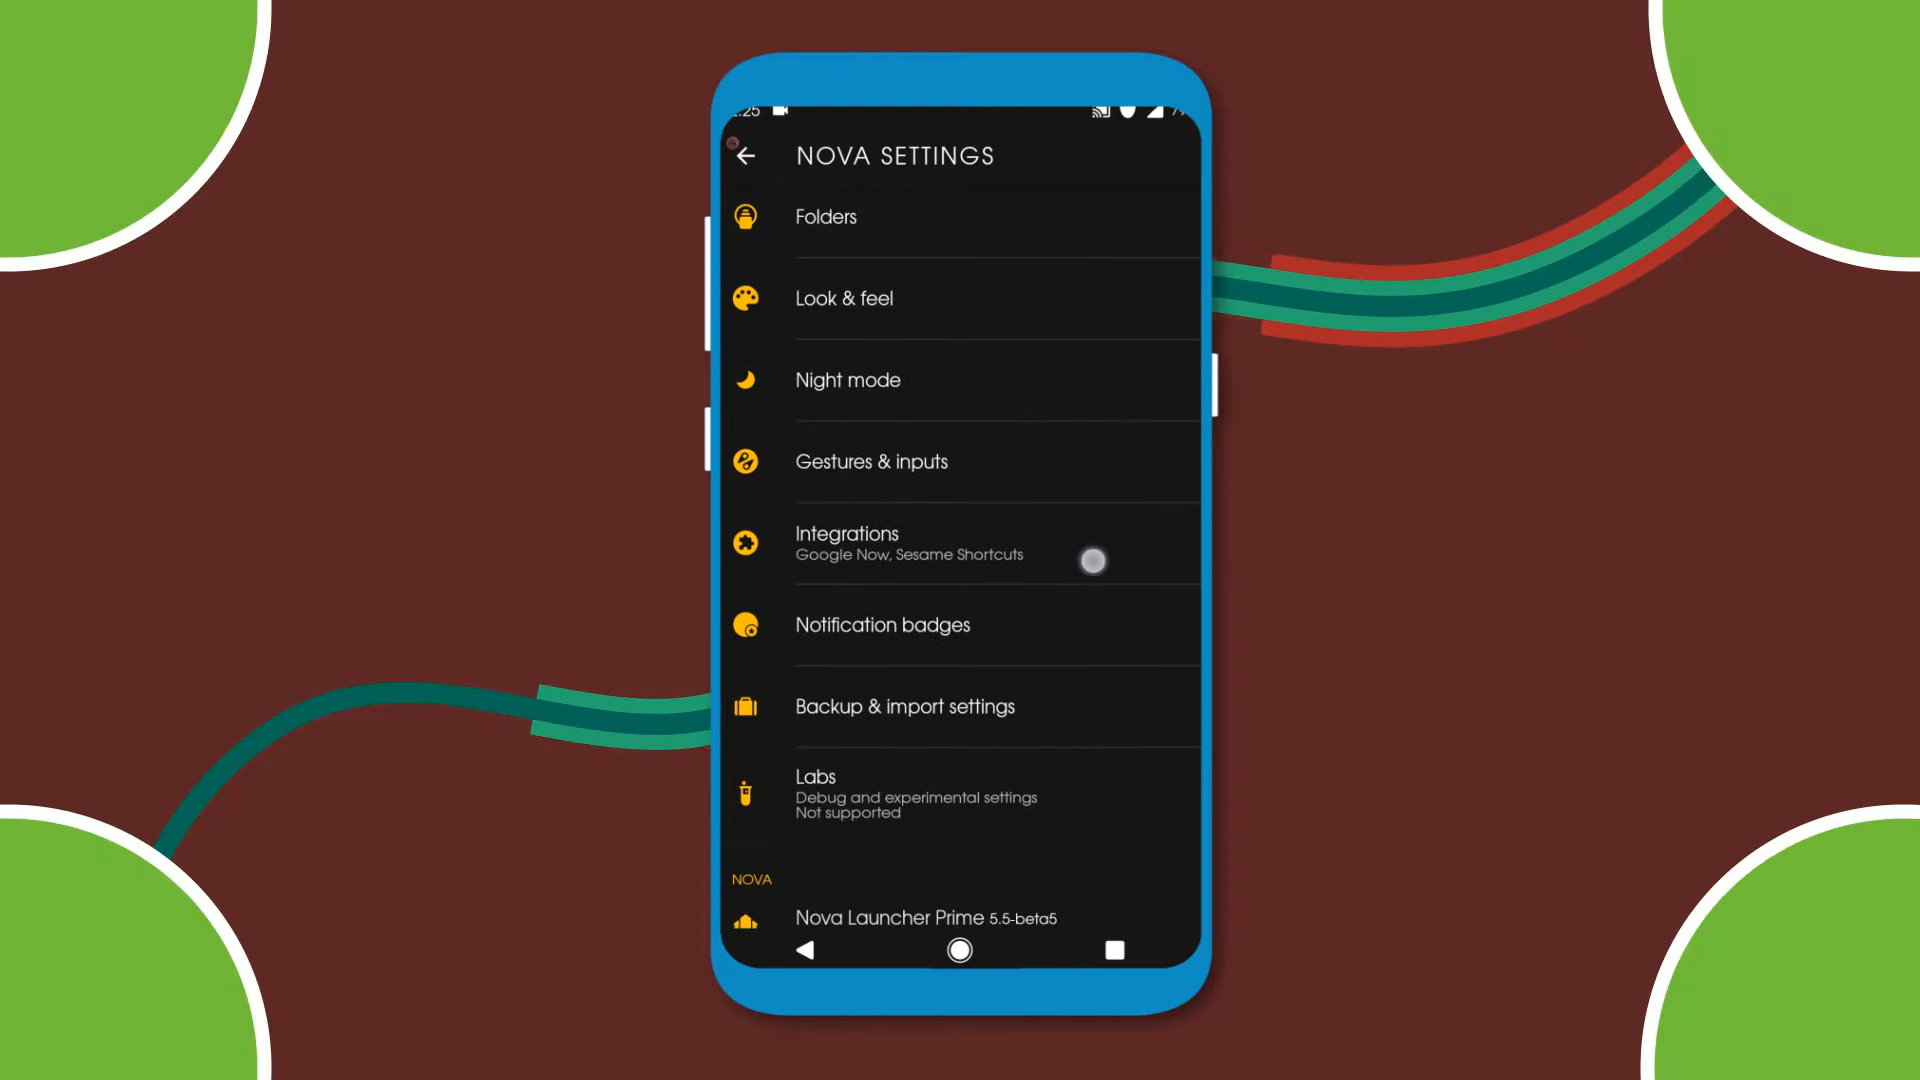 :25
NOVA SETTINGS
Folders
Look & feel
Night mode
Gestures & inputs
Integrations
Google Now, Sesame Shortcuts
Notification badges
Backup & import settings
Labs
Debug and experimental settings
Not supported
NOVA
Nova Launcher Prime 5.5-beta5